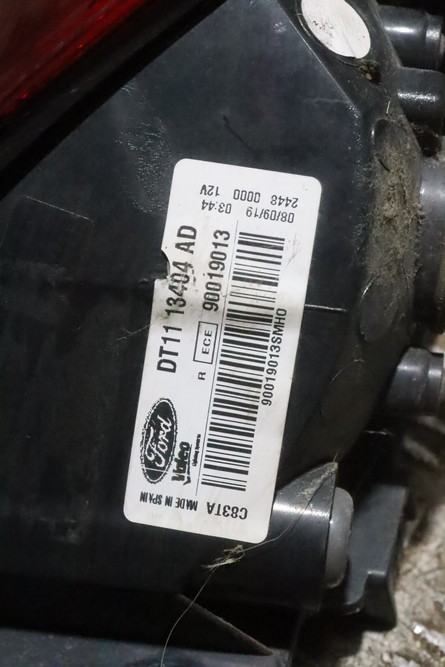 08/09/19 03:44
2448 0000 12V
DT11 13404 AD
90019013
R ECE
90019013SMH0
Ford
Valeo
MADE IN SPAIN
C83TA